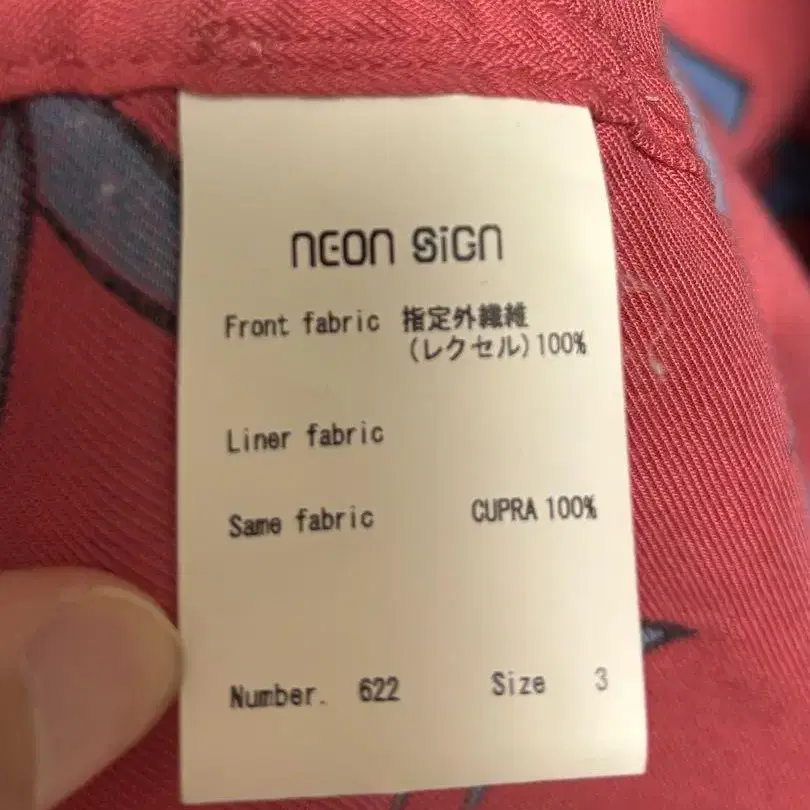 NEON SiGN
Front fabric 指定外繊維
(レクセル)100%
Liner fabric
Same fabric CUPRA 100%
Number. 622 Size 3